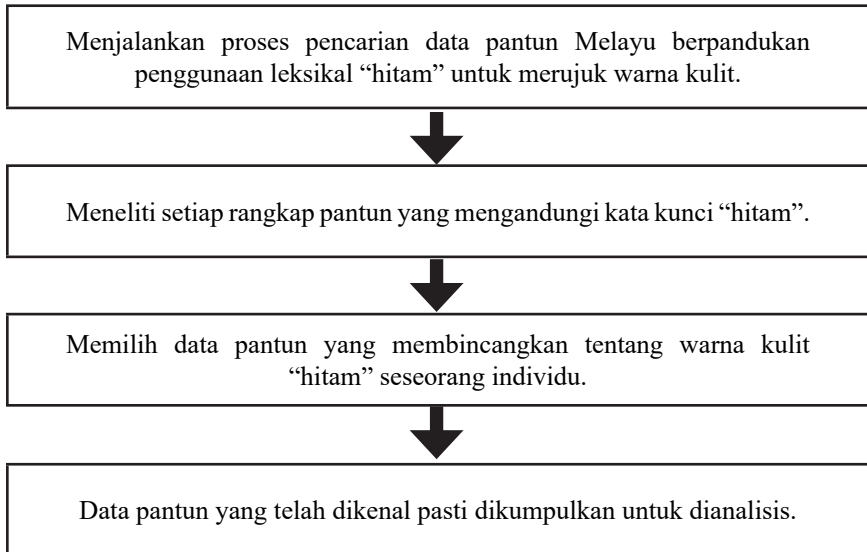 Menjalankan proses pencarian data pantun Melayu berpandukan
penggunaan leksikal “hitam” untuk merujuk warna kulit.
Meneliti setiap rangkap pantun yang mengandungi kata kunci “hitam”.
Memilih data pantun yang membincangkan tentang warna kulit
“hitam” seseorang individu.
Data pantun yang telah dikenal pasti dikumpulkan untuk dianalisis.